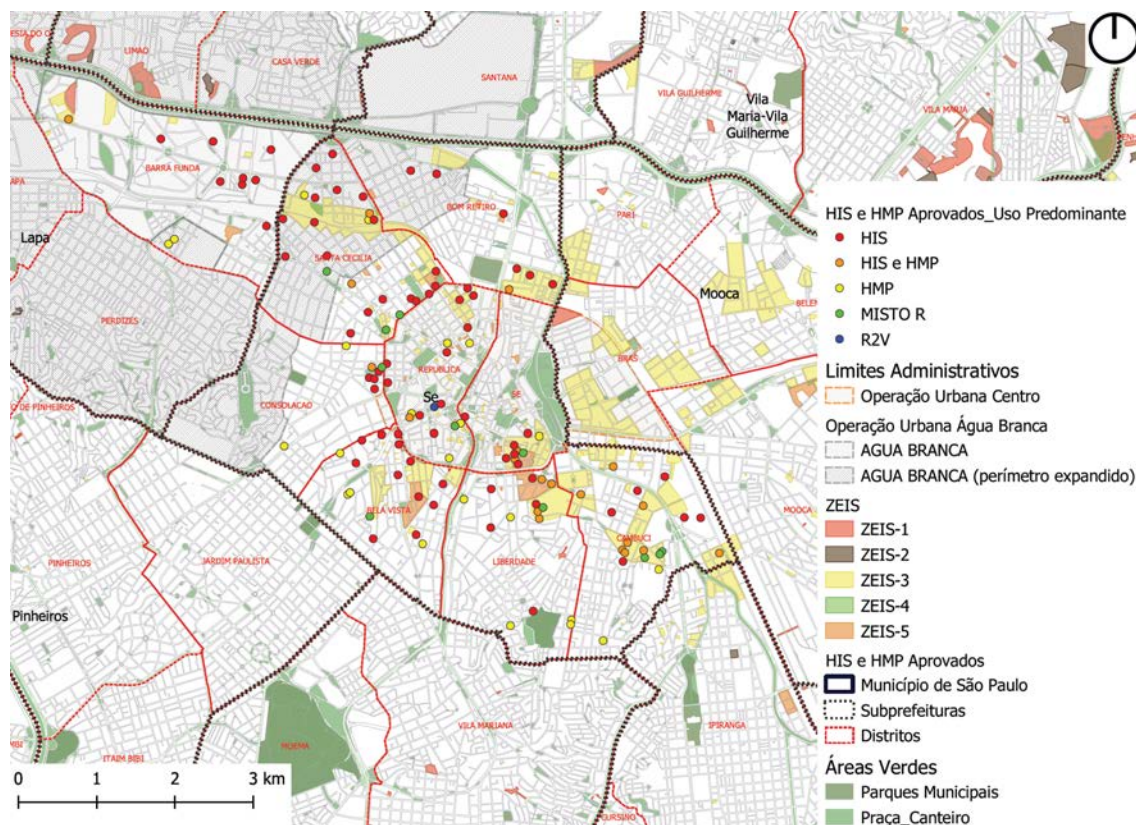 ESIA DO O
LIMAO
CASA VERDE
SANTANA
VILA GUILHERME
Vila
Maria-Vila
Guilherme
VILA MARIA
BARRA FUNDA
BOM RETIRO
PARI
Lapa
SANTA CECILIA
Mooca
PERDIZES
REPUBLICA
BRAS
SE
Se
O DE PINHEIROS
CONSOLACAO
BELA VISTA
MOOCA
CAMBUCI
PINHEIROS
JARDIM PAULISTA
LIBERDADE
Pinheiros
VILA MARIANA
IPIRANGA
MOEMA
ITAIM BIBI
CURSINO
0 1 2 3 km
HIS e HMP Aprovados_Uso Predominante
HIS
HIS e HMP
HMP
MISTO R
R2V
Limites Administrativos
Operação Urbana Centro
Operação Urbana Água Branca
AGUA BRANCA
AGUA BRANCA (perímetro expandido)
ZEIS
ZEIS-1
ZEIS-2
ZEIS-3
ZEIS-4
ZEIS-5
HIS e HMP Aprovados
Município de São Paulo
Subprefeituras
Distritos
Áreas Verdes
Parques Municipais
Praça_Canteiro